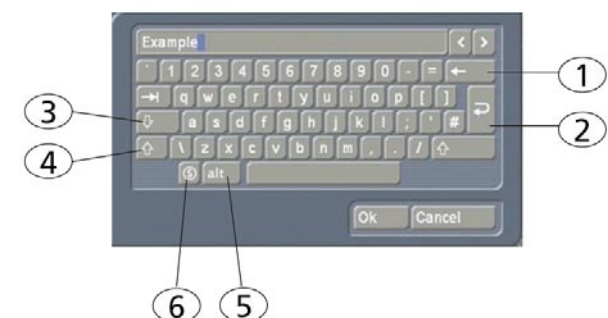 Example < >
` 1 2 3 4 5 6 7 8 9 0 - = ←
1
→| q w e r t y u i o p [ ]
3
a s d f g h j k l ; ' #
2
4
\ z x c v b n m , . /
alt
Ok Cancel
6 5